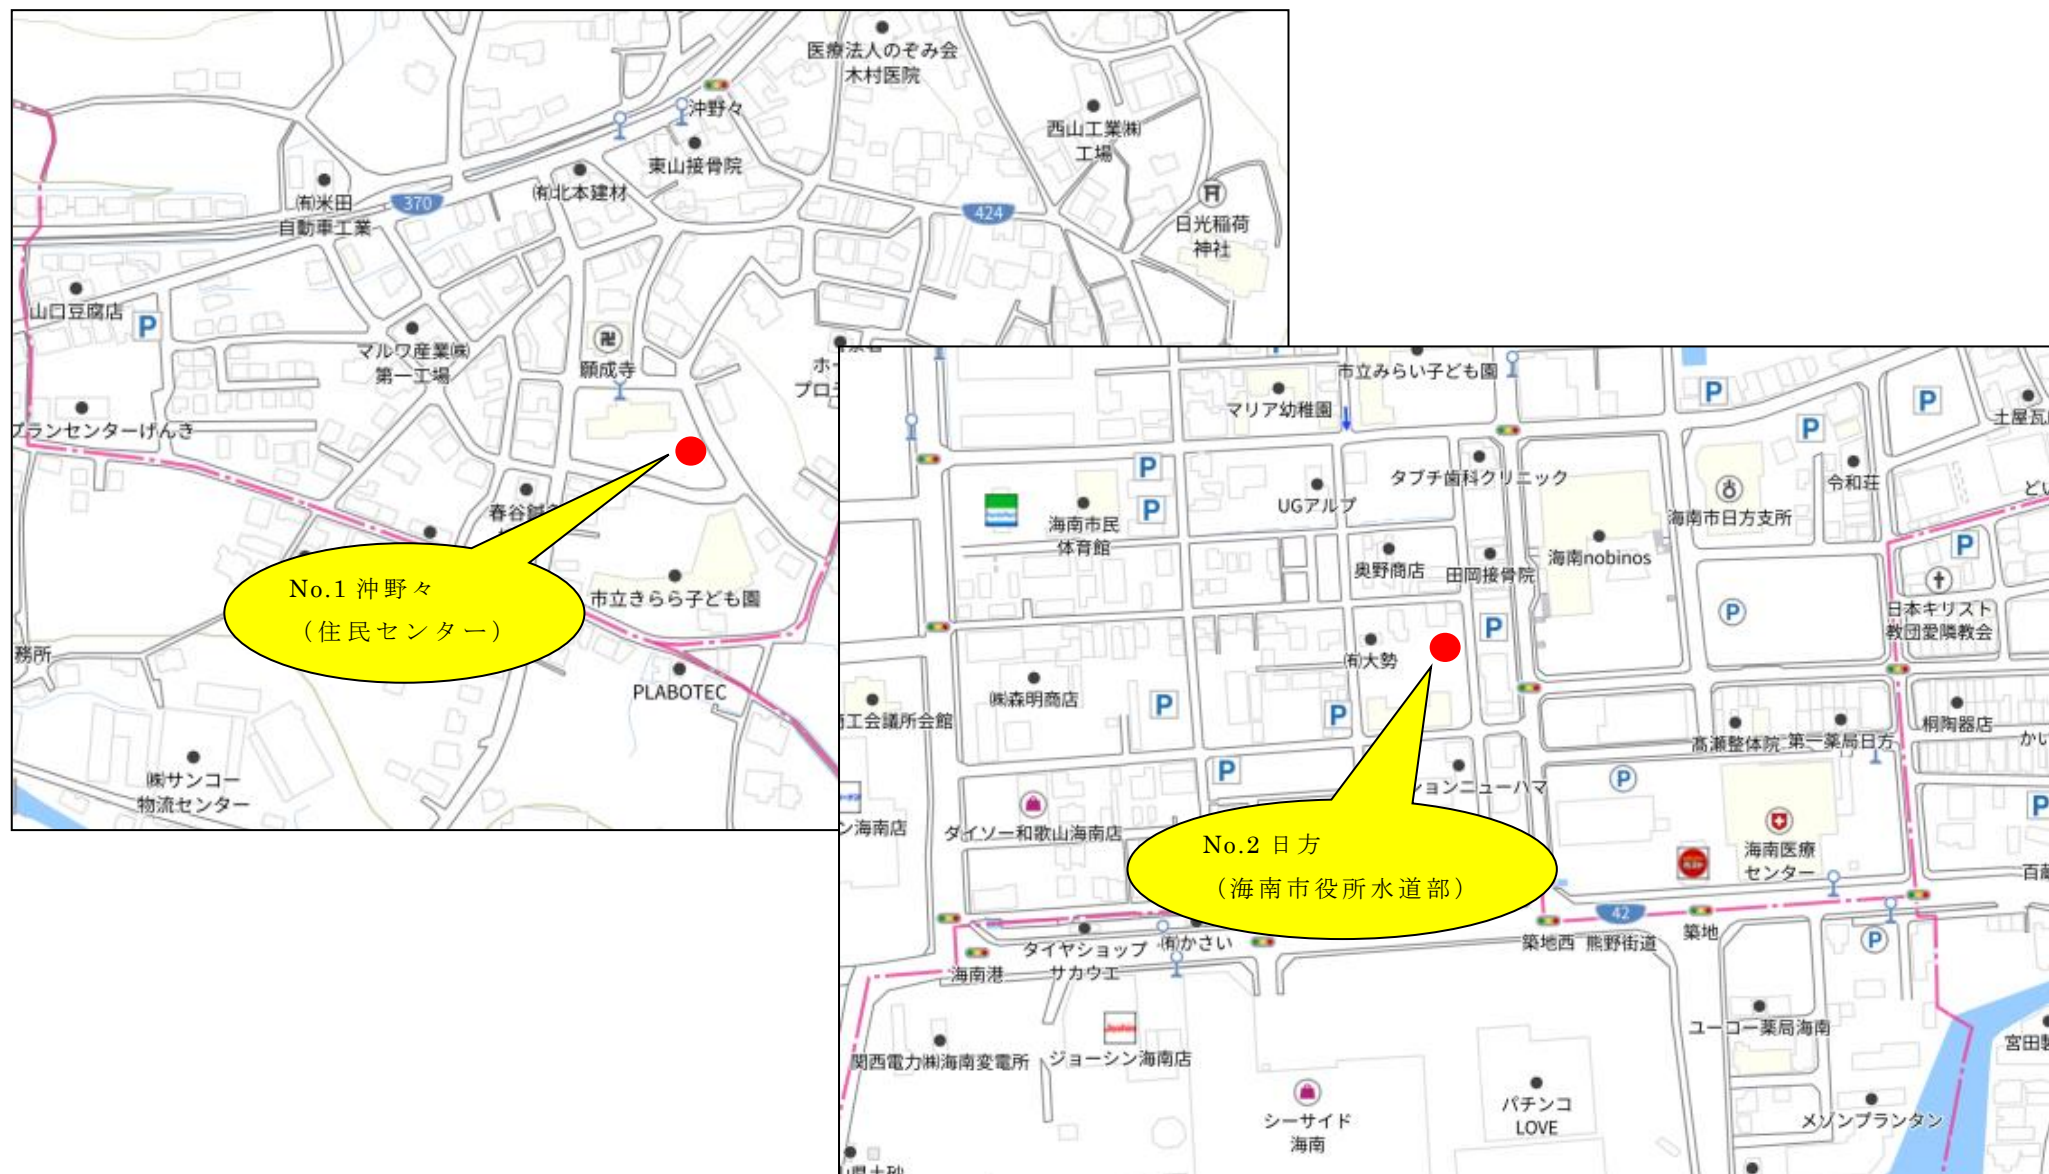 医療法人のぞみ会
木村医院
沖野々
西山工業㈱
工場
東山接骨院
㈲北本建材
㈲米田
自動車工業
370
424
日光稲荷
神社
山口豆腐店
P
マルワ産業㈱
第一工場
願成寺
プランセンターげんき
No.1 沖野々
（住民センター）
市立きらら子ども園
務所
PLABOTEC
㈱サンコー
物流センター
市立みらい子ども園
マリア幼稚園
P
P
P
土屋瓦
タブチ歯科クリニック
令和荘
P
UGアルプ
P
海南市民
体育館
海南市日方支所
奥野商店
田岡接骨院
海南nobinos
P
日本キリスト
教団愛隣教会
P
P
㈲大勢
㈱森明商店
P
P
工会議所会館
髙瀬整体院
第一薬局日方
桐陶器店
P
P
P
ションニューハマ
ン海南店
ダイソー和歌山海南店
No.2 日方
（海南市役所水道部）
海南医療
センター
42
築地西
熊野街道
築地
P
タイヤショップ
サカウエ
㈲かさい
海南港
関西電力㈱海南変電所
ジョーシン海南店
ユーコー薬局海南
シーサイド
海南
パチンコ
LOVE
メゾンプランタン